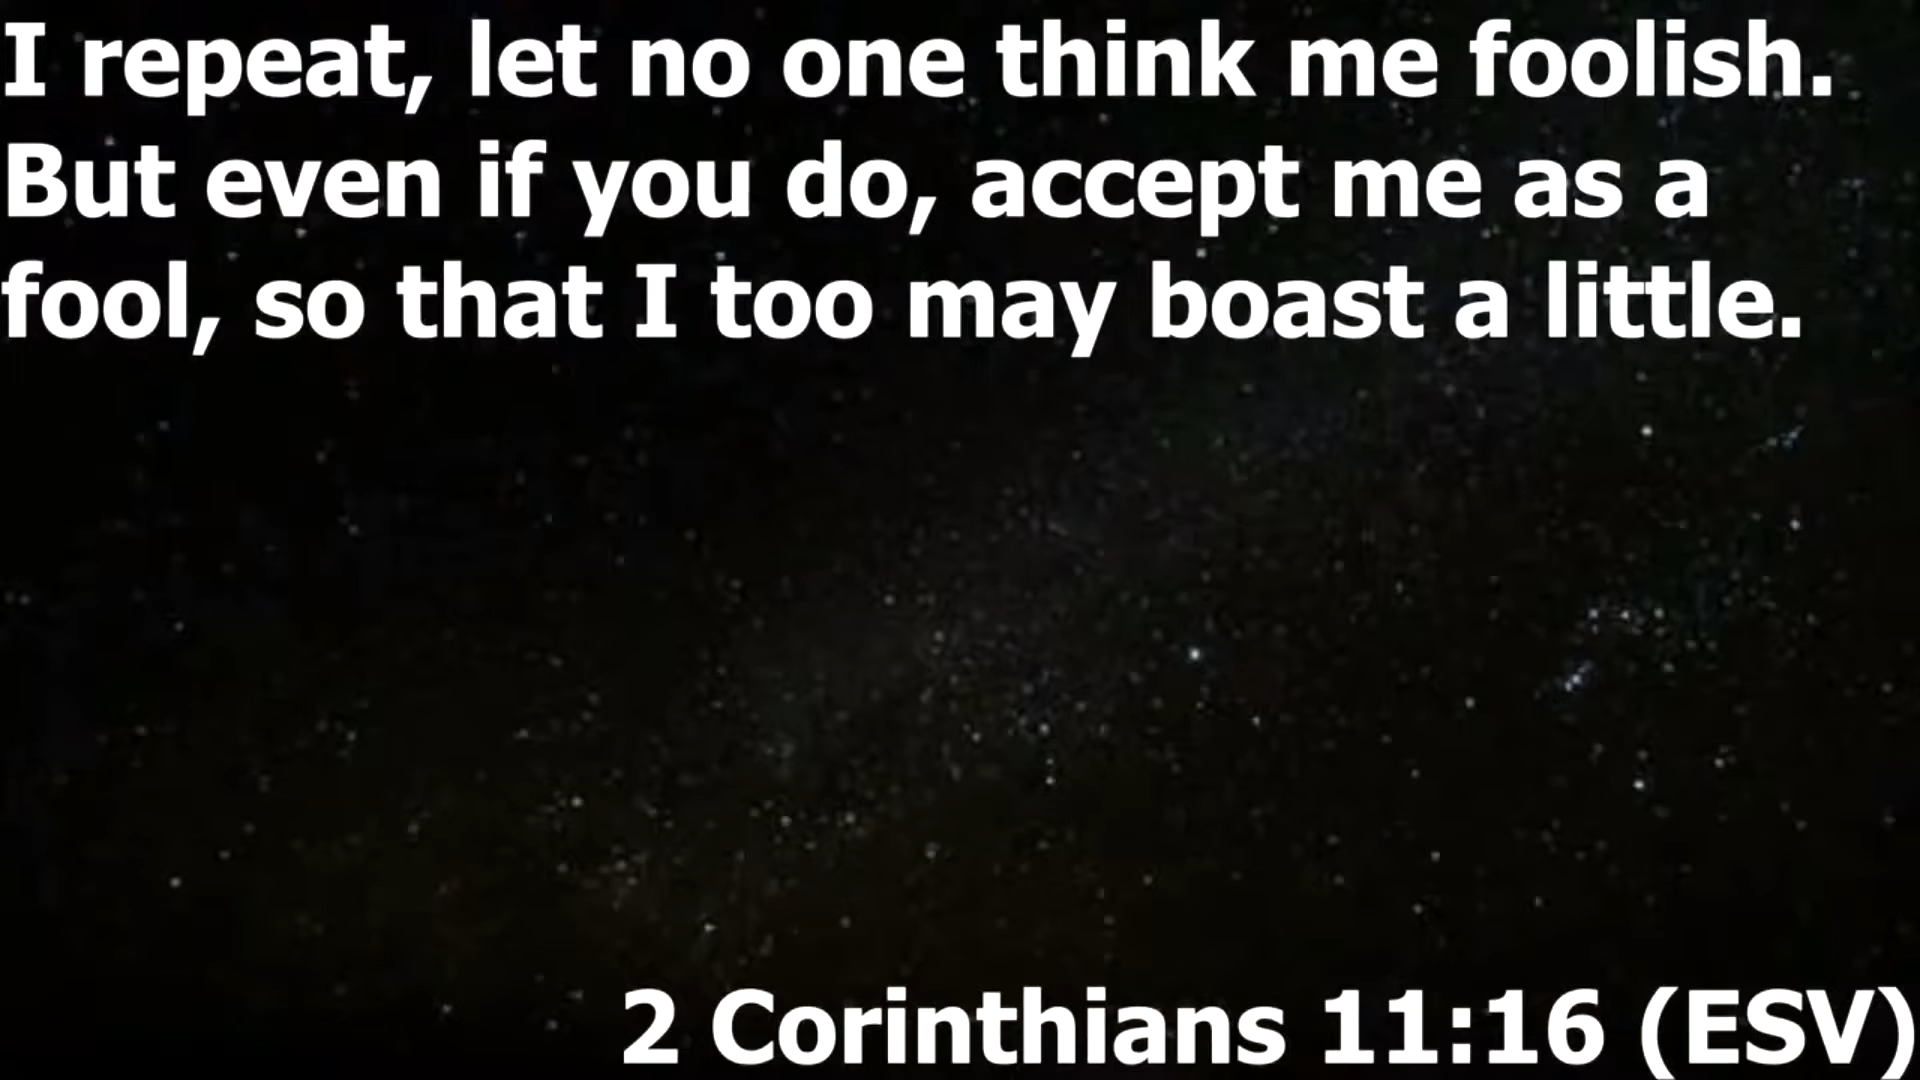 I repeat, let no one think me foolish.
But even if you do, accept me as a
fool, so that I too may boast a little.
2 Corinthians 11:16 (ESV)